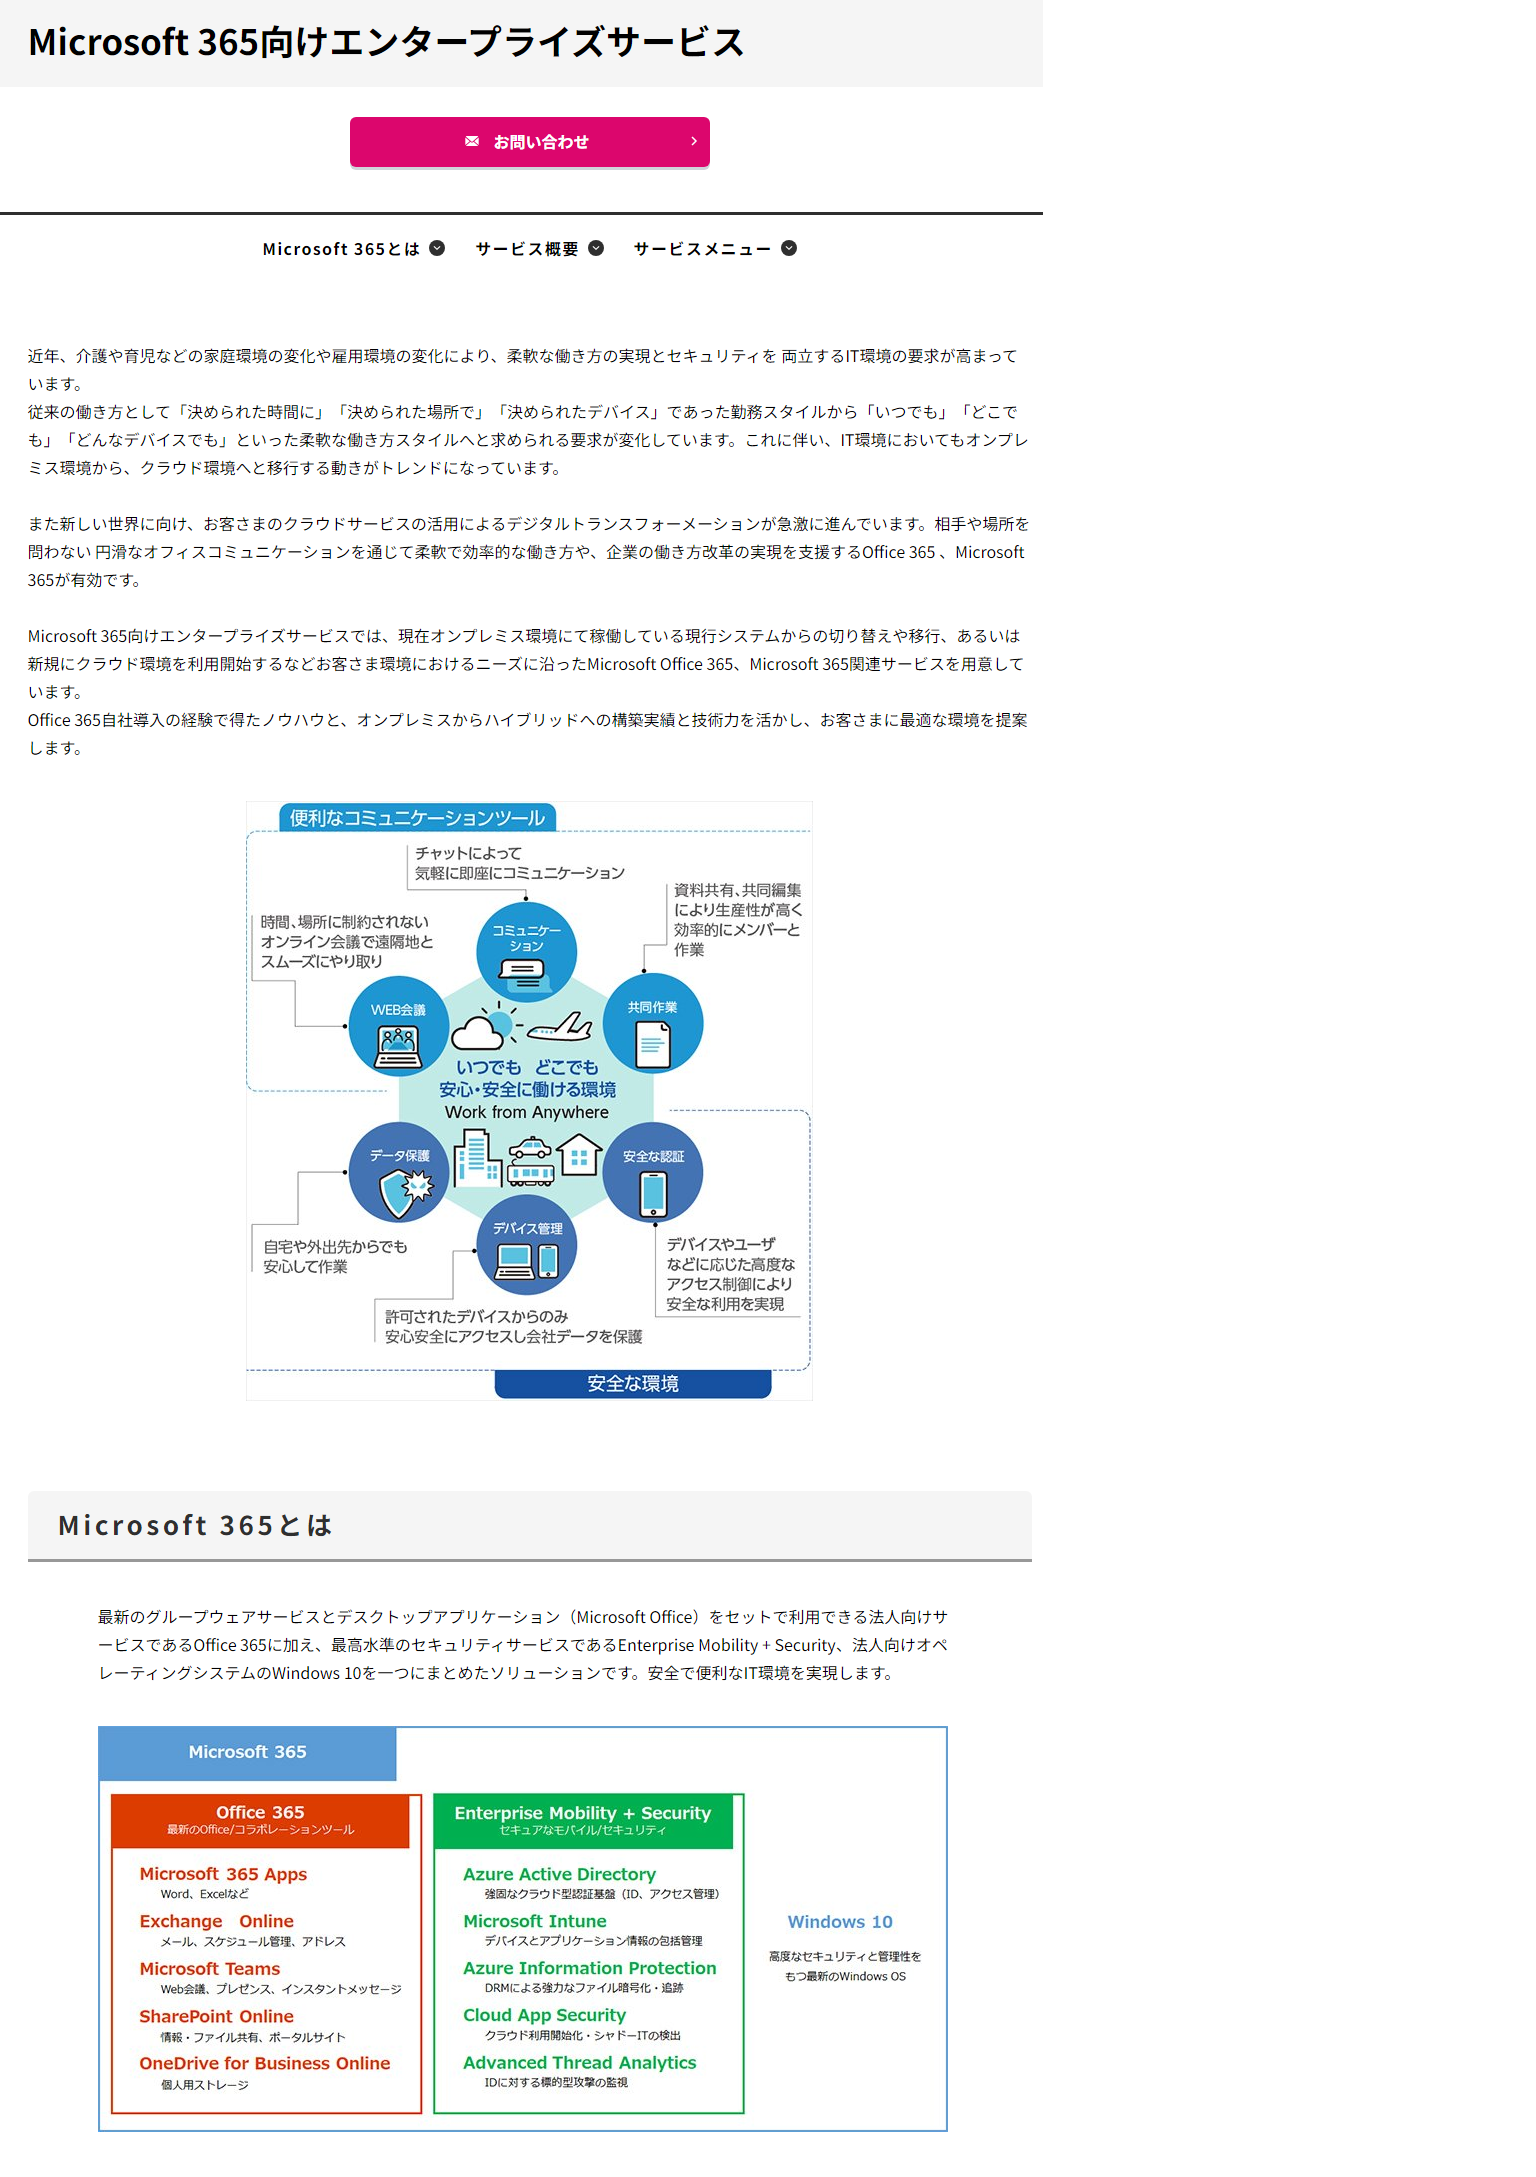 Microsoft 365向けエンタープライズサービス
お問い合わせ
Microsoft 365とは サービス概要 サービスメニュー
近年、介護や育児などの家庭環境の変化や雇用環境の変化により、柔軟な働き方の実現とセキュリティを 両立するIT環境の要求が高まって
います。
従来の働き方として「決められた時間に」「決められた場所で」「決められたデバイス」であった勤務スタイルから「いつでも」「どこで
も」「どんなデバイスでも」といった柔軟な働き方スタイルへと求められる要求が変化しています。これに伴い、IT環境においてもオンプレ
ミス環境から、クラウド環境へと移行する動きがトレンドになっています。
また新しい世界に向け、お客さまのクラウドサービスの活用によるデジタルトランスフォーメーションが急激に進んでいます。相手や場所を
問わない 円滑なオフィスコミュニケーションを通じて柔軟で効率的な働き方や、企業の働き方改革の実現を支援するOffice 365 、Microsoft
365が有効です。
Microsoft 365向けエンタープライズサービスでは、現在オンプレミス環境にて稼働している現行システムからの切り替えや移行、あるいは
新規にクラウド環境を利用開始するなどお客さま環境におけるニーズに沿ったMicrosoft Office 365、Microsoft 365関連サービスを用意して
います。
Office 365自社導入の経験で得たノウハウと、オンプレミスからハイブリッドへの構築実績と技術力を活かし、お客さまに最適な環境を提案
します。
便利なコミュニケーションツール
チャットによって
気軽に即座にコミュニケーション
資料共有、共同編集
により生産性が高く
効率的にメンバーと
作業
時間、場所に制約されない
オンライン会議で遠隔地と
スムーズにやり取り
コミュニケー
ション
WEB会議
共同作業
いつでも どこでも
安心・安全に働ける環境
Work from Anywhere
データ保護
安全な認証
デバイス管理
自宅や外出先からでも
安心して作業
デバイスやユーザ
などに応じた高度な
アクセス制御により
安全な利用を実現
許可されたデバイスからのみ
安心安全にアクセスし会社データを保護
安全な環境
Microsoft 365とは
最新のグループウェアサービスとデスクトップアプリケーション（Microsoft Office）をセットで利用できる法人向けサ
ービスであるOffice 365に加え、最高水準のセキュリティサービスであるEnterprise Mobility + Security、法人向けオペ
レーティングシステムのWindows 10を一つにまとめたソリューションです。安全で便利なIT環境を実現します。
Microsoft 365
Office 365
最新のOffice/コラボレーションツール
Microsoft 365 Apps
Word、Excelなど
Exchange Online
メール、スケジュール管理、アドレス
Microsoft Teams
Web会議、プレゼンス、インスタントメッセージ
SharePoint Online
情報・ファイル共有、ポータルサイト
OneDrive for Business Online
個人用ストレージ
Enterprise Mobility + Security
セキュアなモバイル/セキュリティ
Azure Active Directory
強固なクラウド型認証基盤（ID、アクセス管理）
Microsoft Intune
デバイスとアプリケーション情報の包括管理
Azure Information Protection
DRMによる強力なファイル暗号化・追跡
Cloud App Security
クラウド利用開始化・シャドーITの検出
Advanced Thread Analytics
IDに対する標的型攻撃の監視
Windows 10
高度なセキュリティと管理性を
もつ最新のWindows OS